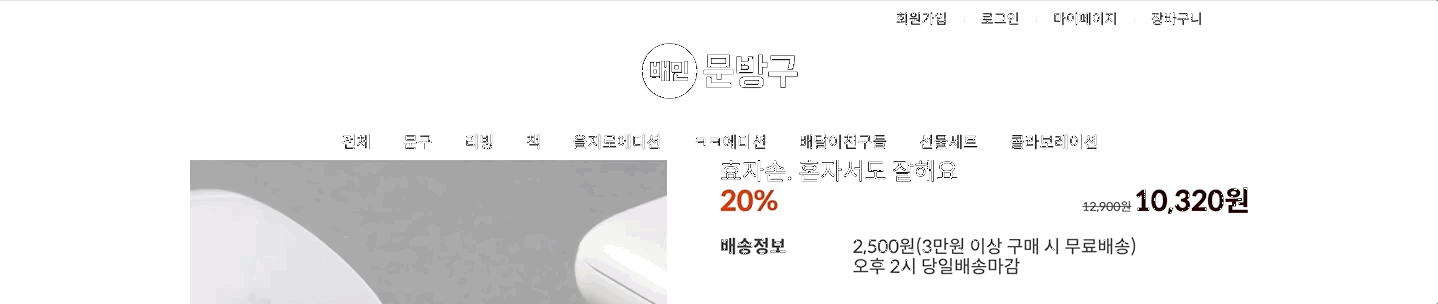 회원가입 로그인 마이페이지 장바구니
배민 문방구
전체 문구 리빙 책 을지로에디션 ㅋㅋ에디션 배달이친구들 선물세트 콜라보레이션
효자손. 혼자서도 잘해요
20% 12,900원 10,320원
배송정보 2,500원(3만원 이상 구매 시 무료배송)
오후 2시 당일배송마감